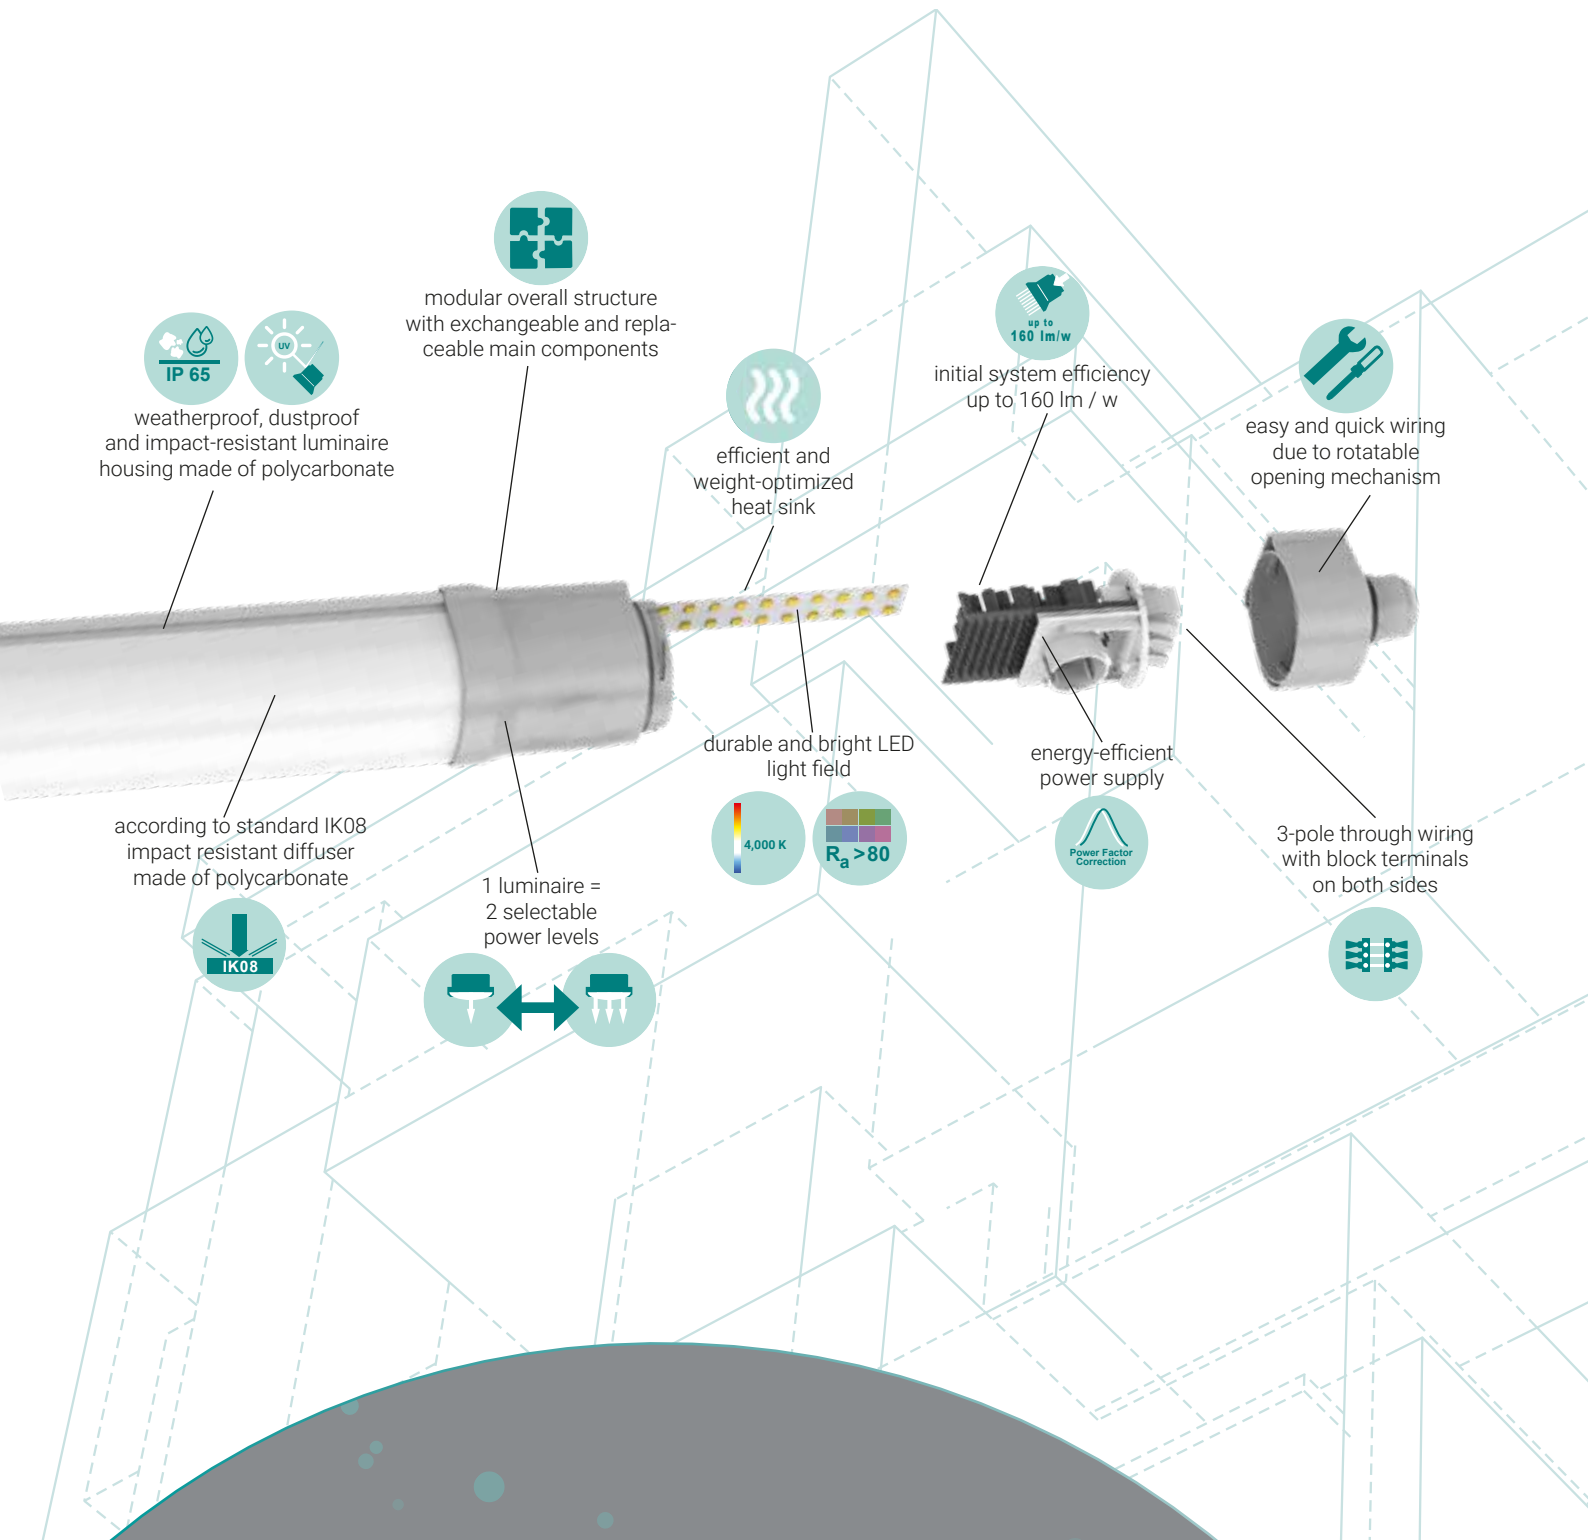 modular overall structure
with exchangeable and repla-
ceable main components
IP 65
UV
weatherproof, dustproof
and impact-resistant luminaire
housing made of polycarbonate
efficient and
weight-optimized
heat sink
up to
160 lm/w
initial system efficiency
up to 160 lm / w
easy and quick wiring
due to rotatable
opening mechanism
according to standard IK08
impact resistant diffuser
made of polycarbonate
IK08
1 luminaire =
2 selectable
power levels
durable and bright LED
light field
4,000 K
Ra >80
energy-efficient
power supply
Power Factor
Correction
3-pole through wiring
with block terminals
on both sides